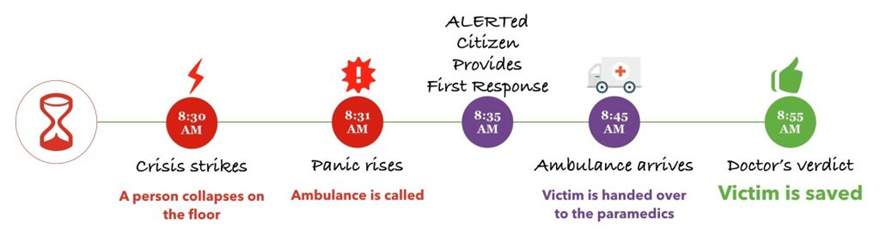 ALERTed
Citizen
Provides
First Response
8:30
AM
8:31
AM
8:35
AM
8:45
AM
8:55
AM
Crisis strikes
Panic rises
Ambulance arrives
Doctor's verdict
A person collapses on
the floor
Ambulance is called
Victim is handed over
to the paramedics
Victim is saved